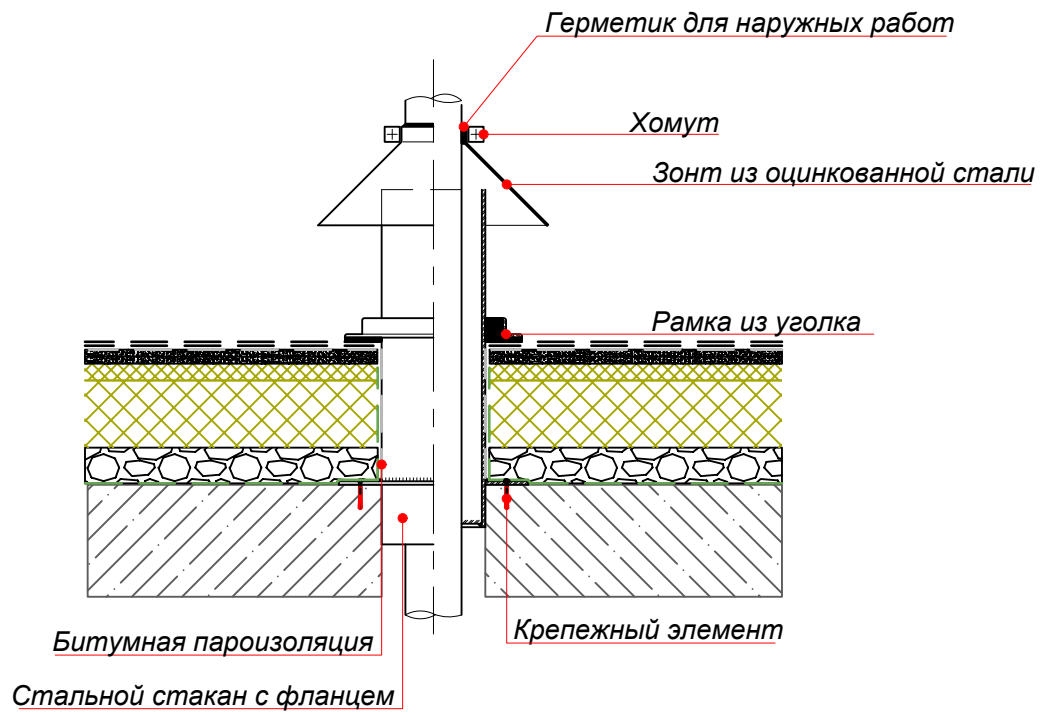 Герметик для наружных работ
Хомут
Зонт из оцинкованной стали
Рамка из уголка
Крепежный элемент
Битумная пароизоляция
Стальной стакан с фланцем